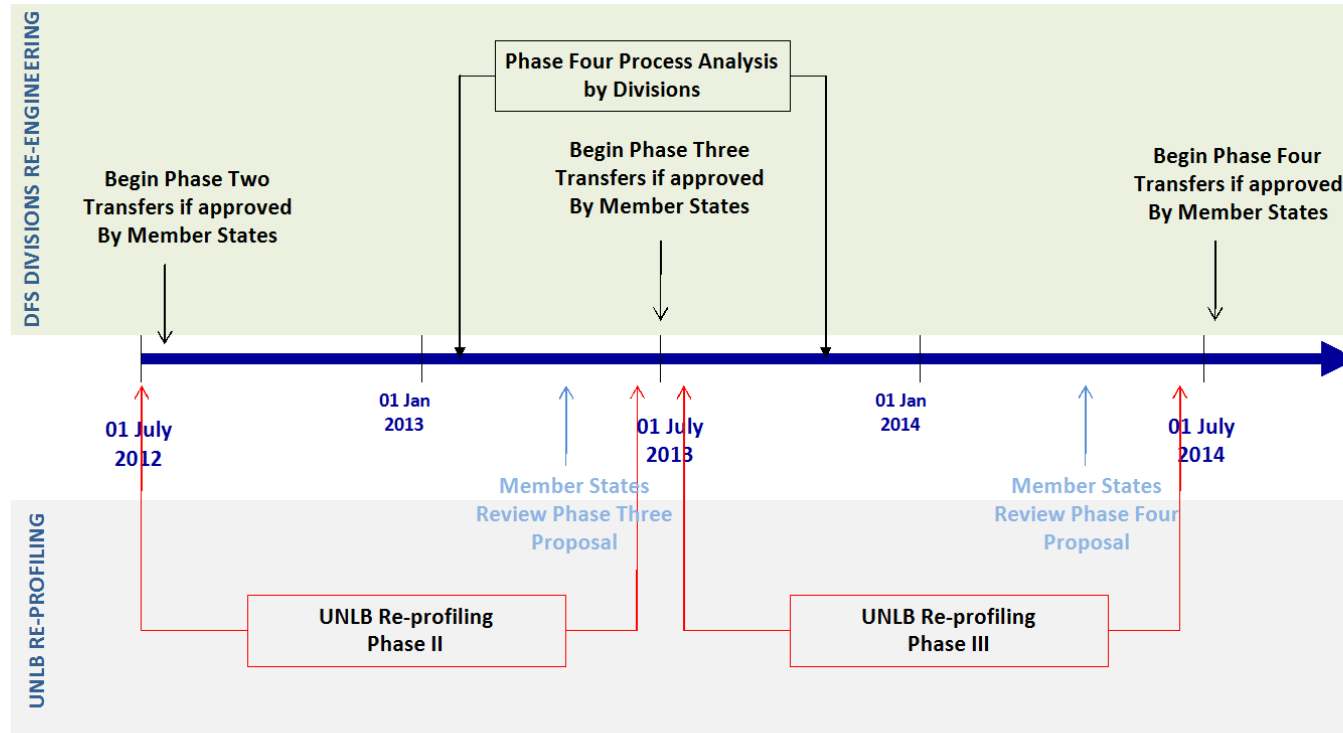 DFS DIVISIONS RE-ENGINEERING
Phase Four Process Analysis
by Divisions
Begin Phase Two
Transfers if approved
By Member States
Begin Phase Three
Transfers if approved
By Member States
Begin Phase Four
Transfers if approved
By Member States
01 July
2012
01 Jan
2013
01 July
2013
01 Jan
2014
01 July
2014
Member States
Review Phase Three
Proposal
Member States
Review Phase Four
Proposal
UNLB RE-PROFILING
UNLB Re-profiling
Phase II
UNLB Re-profiling
Phase III